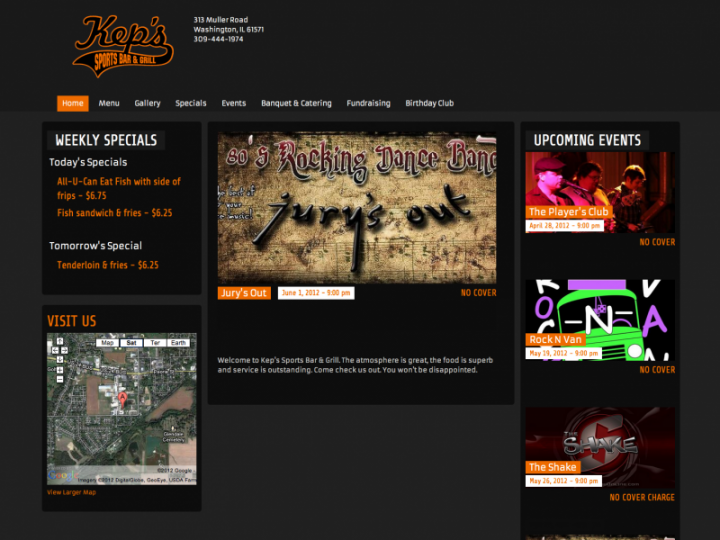 Kep's
SPORTS BAR & GRILL
313 Muller Road
Washington, IL 61571
309-444-1974
Home Menu Gallery Specials Events Banquet & Catering Fundraising Birthday Club
WEEKLY SPECIALS
Today's Specials
All-U-Can Eat Fish with side of
frips - $6.75
Fish sandwich & fries - $6.25
Tomorrow's Special
Tenderloin & fries - $6.25
VISIT US
Map Sat Ter Earth
Glendale
Cemetery
©2012 Google
Imagery ©2012 DigitalGlobe, GeoEye, USDA Farm
View Larger Map
80's Rocking Dance Band
jury's out
Jury's Out
June 1, 2012 - 9:00 pm
NO COVER
Welcome to Kep's Sports Bar & Grill. The atmosphere is great, the food is superb
and service is outstanding. Come check us out. You won't be disappointed.
UPCOMING EVENTS
The Player's Club
April 28, 2012 - 9:00 pm
NO COVER
-N-
Rock N Van
May 19, 2012 - 9:00 pm
NO COVER
THE
SHAKE
The Shake
May 26, 2012 - 9:00 pm
NO COVER CHARGE